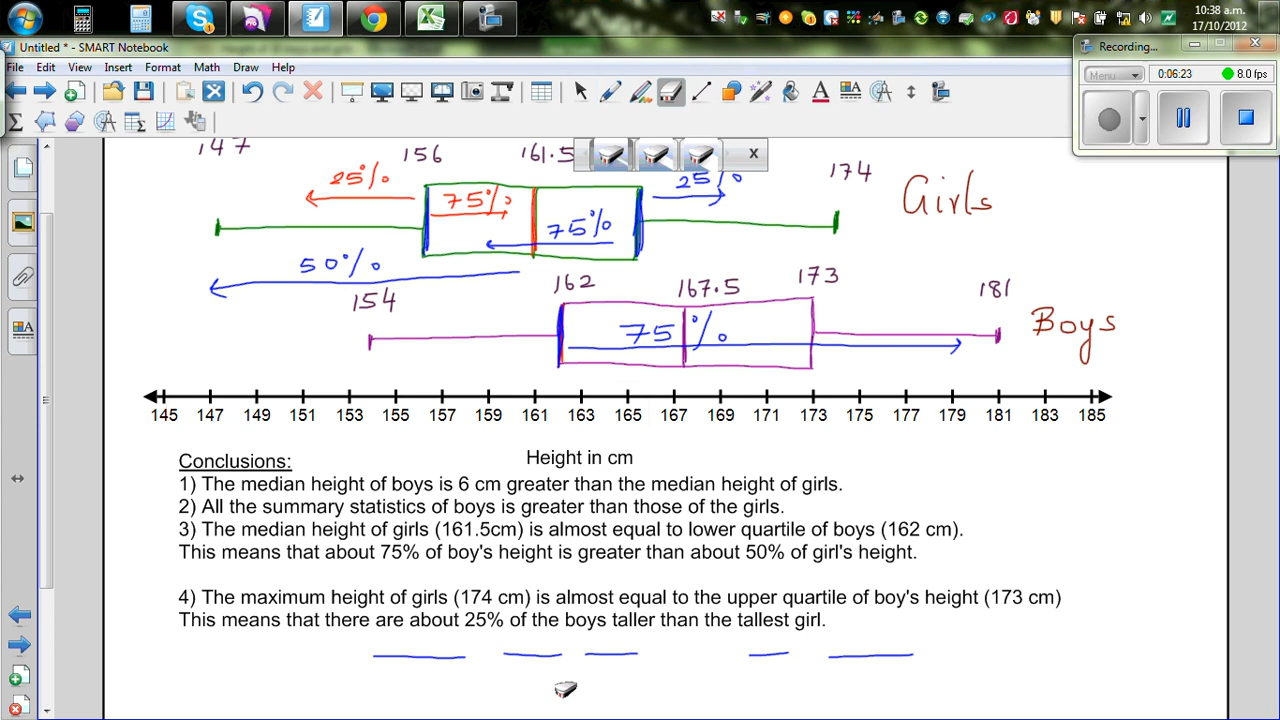 10:38 a.m.
17/10/2012
Untitled * - SMART Notebook
Recording...
File Edit View Insert Format Math Draw Help
Menu 0:06:23 8.0 fps
147 156 161.5 174
25% 75% 25% Girls
75%
50%
154 162 167.5 173 181
75% Boys
145 147 149 151 153 155 157 159 161 163 165 167 169 171 173 175 177 179 181 183 185
Height in cm
Conclusions:
1) The median height of boys is 6 cm greater than the median height of girls.
2) All the summary statistics of boys is greater than those of the girls.
3) The median height of girls (161.5cm) is almost equal to lower quartile of boys (162 cm).
This means that about 75% of boy's height is greater than about 50% of girl's height.
4) The maximum height of girls (174 cm) is almost equal to the upper quartile of boy's height (173 cm)
This means that there are about 25% of the boys taller than the tallest girl.